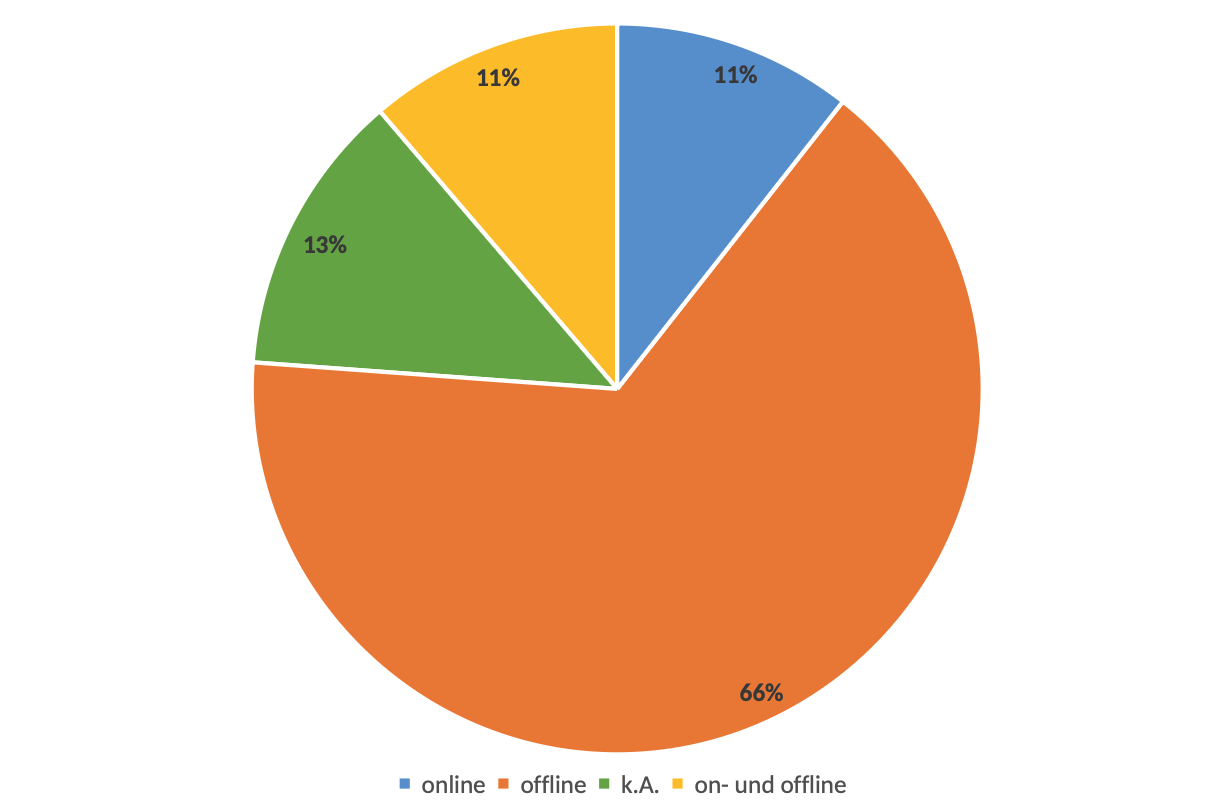 11%
11%
13%
66%
online offline k.A. on- und offline